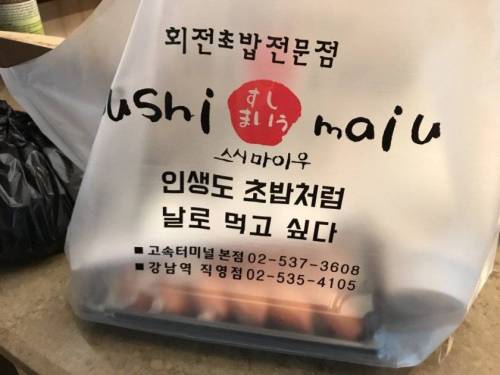 회전초밥전문점
ushi すし まいう maiu
스시마이우
인생도 초밥처럼
날로 먹고 싶다
■ 고속터미널 본점 02-537-3608
■ 강남역 직영점 02-535-4105